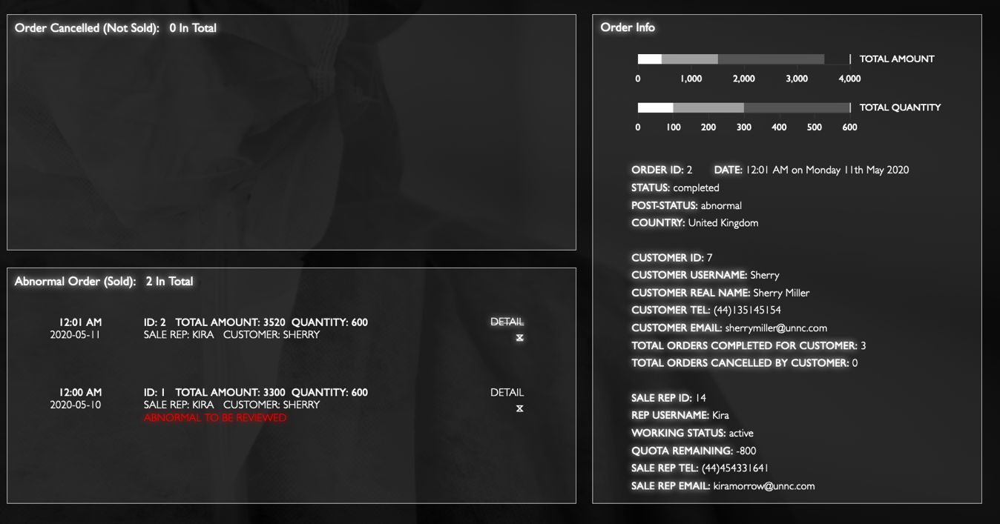 Order Cancelled (Not Sold): 0 In Total
Abnormal Order (Sold): 2 In Total
12:01 AM ID: 2 TOTAL AMOUNT: 3520 QUANTITY: 600 DETAIL
2020-05-11 SALE REP: KIRA CUSTOMER: SHERRY
12:00 AM ID: 1 TOTAL AMOUNT: 3300 QUANTITY: 600 DETAIL
2020-05-10 SALE REP: KIRA CUSTOMER: SHERRY
ABNORMAL TO BE REVIEWED
Order Info
TOTAL AMOUNT
0 1,000 2,000 3,000 4,000
TOTAL QUANTITY
0 100 200 300 400 500 600
ORDER ID: 2 DATE: 12:01 AM on Monday 11th May 2020
STATUS: completed
POST-STATUS: abnormal
COUNTRY: United Kingdom
CUSTOMER ID: 7
CUSTOMER USERNAME: Sherry
CUSTOMER REAL NAME: Sherry Miller
CUSTOMER TEL: (44)135145154
CUSTOMER EMAIL: sherrymiller@unnc.com
TOTAL ORDERS COMPLETED FOR CUSTOMER: 3
TOTAL ORDERS CANCELLED BY CUSTOMER: 0
SALE REP ID: 14
REP USERNAME: Kira
WORKING STATUS: active
QUOTA REMAINING: -800
SALE REP TEL: (44)454331641
SALE REP EMAIL: kiramorrow@unnc.com